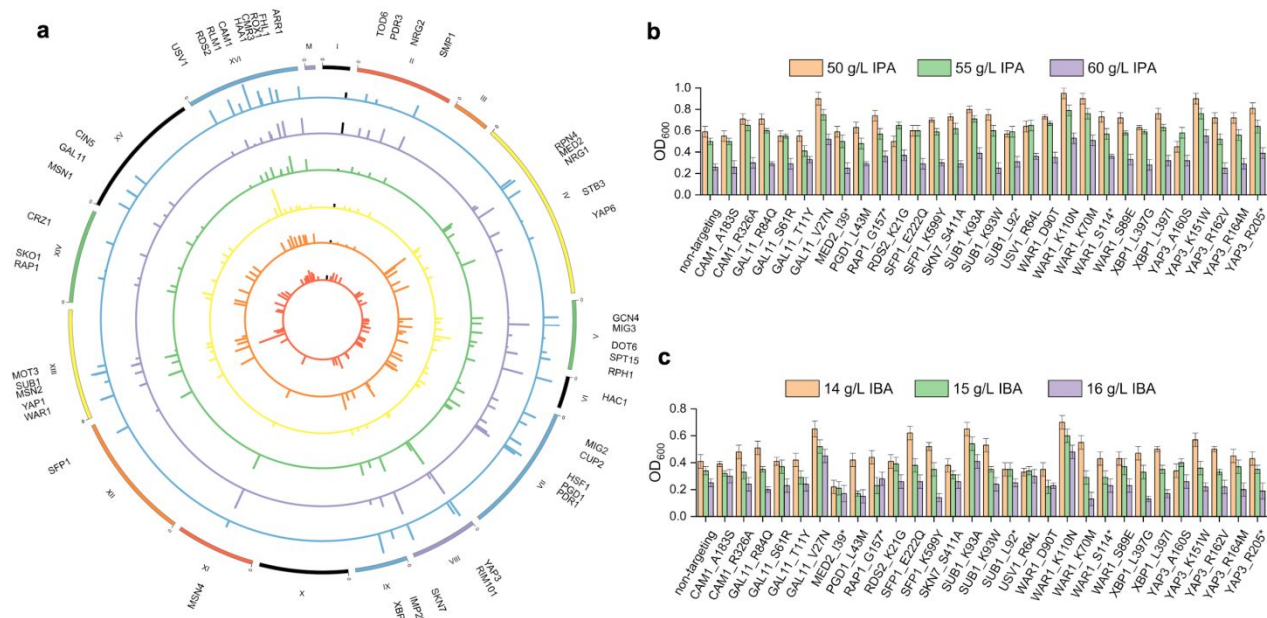 a
USV1
RDS2
RLM1
CAM1
HAA1
CMR3
ROX1
FHL1
ARR1
XVI
M
I
TOD6
PDR3
NRG2
SMP1
II
III
RPN4
MED2
NRG1
STB3
YAP6
IV
GCN4
MIG3
DOT6
SPT15
RPH1
V
HAC1
VI
MIG2
CUP2
HSF1
PGD1
PDR1
VII
YAP3
RIM101
VIII
SKN7
IMP2
XBP
IX
X
MSN4
XI
SFP1
XII
MOT3
SUB1
MSN2
YAP1
WAR1
XIII
CRZ1
SKO1
RAP1
XIV
CIN5
GAL11
MSN1
XV
b
50 g/L IPA 55 g/L IPA 60 g/L IPA
OD600
1.0
0.8
0.6
0.4
0.2
0.0
non-targeting
CAM1_A183S
CAM1_R326A
GAL11_R84Q
GAL11_S61R
GAL11_T11Y
GAL11_V27N
MED2_I39*
PGD1_L43M
RAP1_G157*
RDS2_K21G
SFP1_E222Q
SFP1_K599Y
SKN_S411A
SUB1_K93A
SUB1_K93W
SUB1_L92*
USV1_R64L
WAR1_D90T
WAR1_K110N
WAR1_K70M
WAR1_S114*
WAR1_S89E
XBP1_L397G
XBP1_L397I
YAP3_A160S
YAP3_K151W
YAP3_R162V
YAP3_R164M
YAP3_R205*
c
14 g/L IBA 15 g/L IBA 16 g/L IBA
OD600
0.8
0.6
0.4
0.2
0.0
non-targeting
CAM1_A183S
CAM1_R326A
GAL11_R84Q
GAL11_S61R
GAL11_T11Y
GAL11_V27N
MED2_I39*
PGD1_L43M
RAP1_G157*
RDS2_K21G
SFP1_E222Q
SFP1_K599Y
SKN7_S411A
SUB1_K93A
SUB1_K93W
SUB1_L92*
USV1_R64L
WAR1_D90T
WAR1_K110N
WAR1_K70M
WAR1_S114*
WAR1_S89E
XBP1_L397G
XBP1_L397I
YAP3_A160S
YAP3_K151W
YAP3_R162V
YAP3_R164M
YAP3_R205*